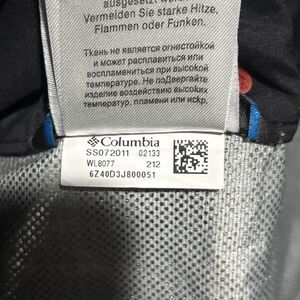 ausgesetzt
Vermeiden Sie starke Hitze,
Flammen oder Funken.
Ткань не является огнестойкой
и может расплавиться или
воспламениться при высокой
температуре. Не подвергайте
изделие воздействию высоких
температур, пламени или искр.
Columbia
SS072011 02133
WL8077 212
6Z40D3J800051